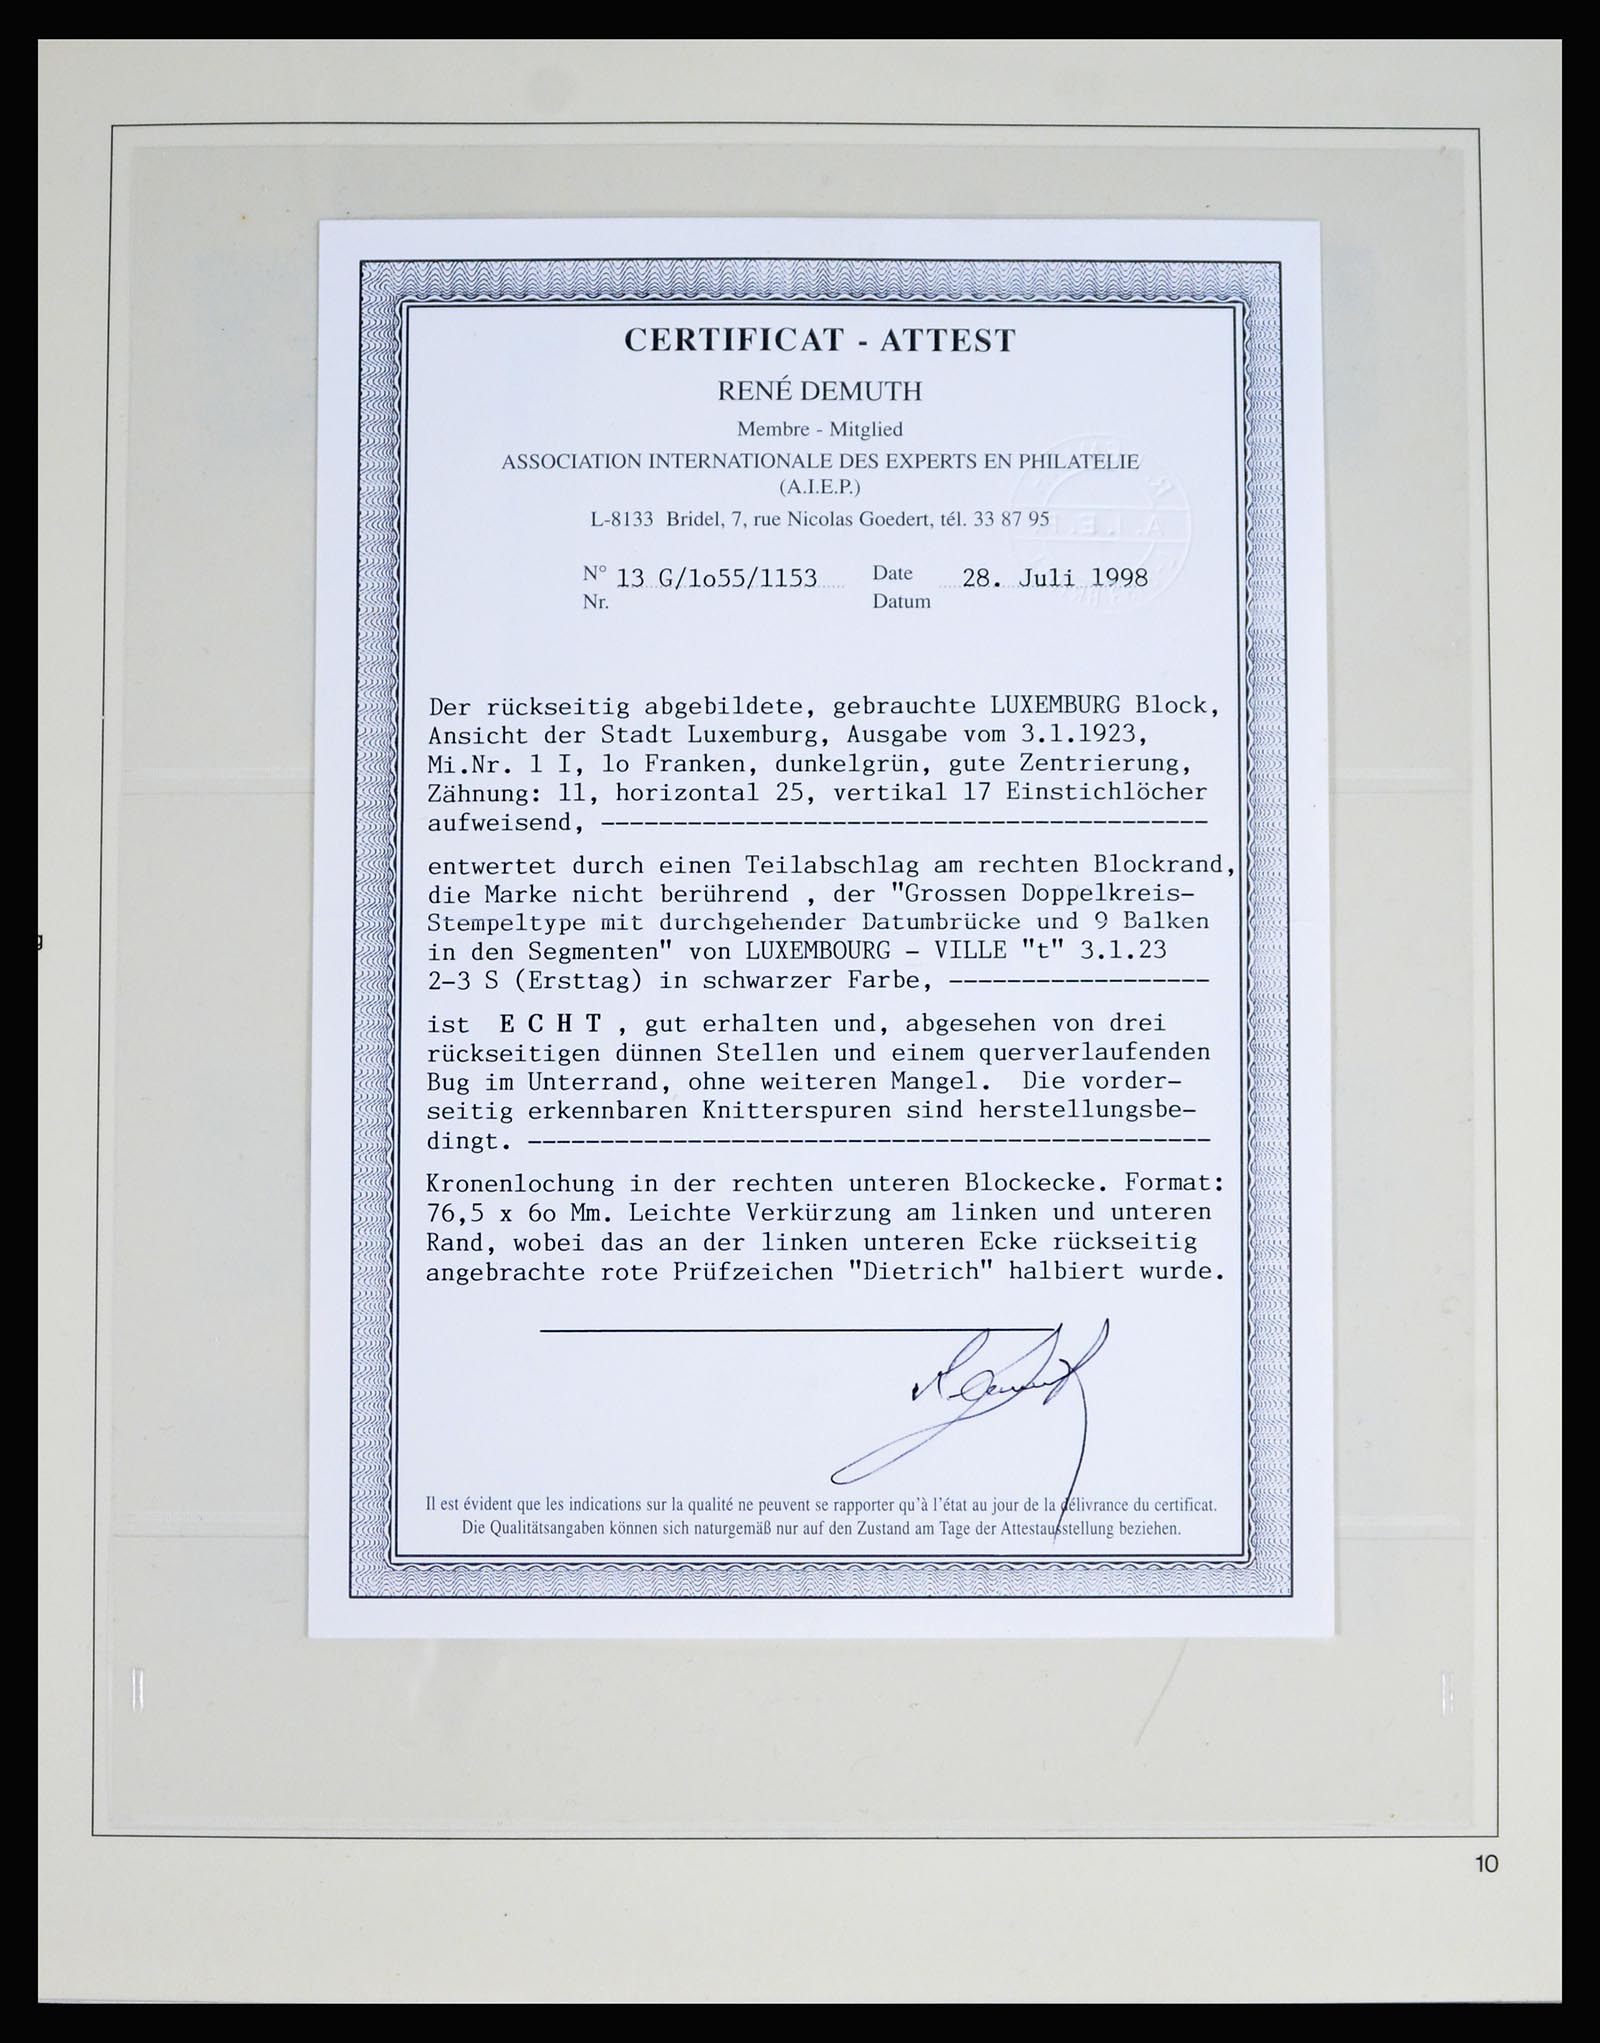 CERTIFICAT - ATTEST
RENÉ DEMUTH
Membre - Mitglied
ASSOCIATION INTERNATIONALE DES EXPERTS EN PHILATELIE
(A.I.E.P.)
L-8133 Bridel, 7, rue Nicolas Goedert, tél. 33 87 95
N° 13 G/1o55/1153 Date 28. Juli 1998
Nr. Datum
Der rückseitig abgebildete, gebrauchte LUXEMBURG Block,
Ansicht der Stadt Luxemburg, Ausgabe vom 3.1.1923,
Mi.Nr. 1 I, 1o Franken, dunkelgrün, gute Zentrierung,
Zähnung: 11, horizontal 25, vertikal 17 Einstichlöcher
aufweisend, ------------------------------------------
entwertet durch einen Teilabschlag am rechten Blockrand,
die Marke nicht berührend , der "Grossen Doppelkreis-
Stempeltype mit durchgehender Datumbrücke und 9 Balken
in den Segmenten" von LUXEMBOURG - VILLE "t" 3.1.23
2-3 S (Ersttag) in schwarzer Farbe, ------------------
ist E C H T , gut erhalten und, abgesehen von drei
rückseitigen dünnen Stellen und einem querverlaufenden
Bug im Unterrand, ohne weiteren Mangel. Die vorder-
seitig erkennbaren Knitterspuren sind herstellungsbe-
dingt. -----------------------------------------------
Kronenlochung in der rechten unteren Blockecke. Format:
76,5 x 6o Mm. Leichte Verkürzung am linken und unteren
Rand, wobei das an der linken unteren Ecke rückseitig
angebrachte rote Prüfzeichen "Dietrich" halbiert wurde.
Il est évident que les indications sur la qualité ne peuvent se rapporter qu'à l'état au jour de la délivrance du certificat.
Die Qualitätsangaben können sich naturgemäß nur auf den Zustand am Tage der Attestausstellung beziehen.
10